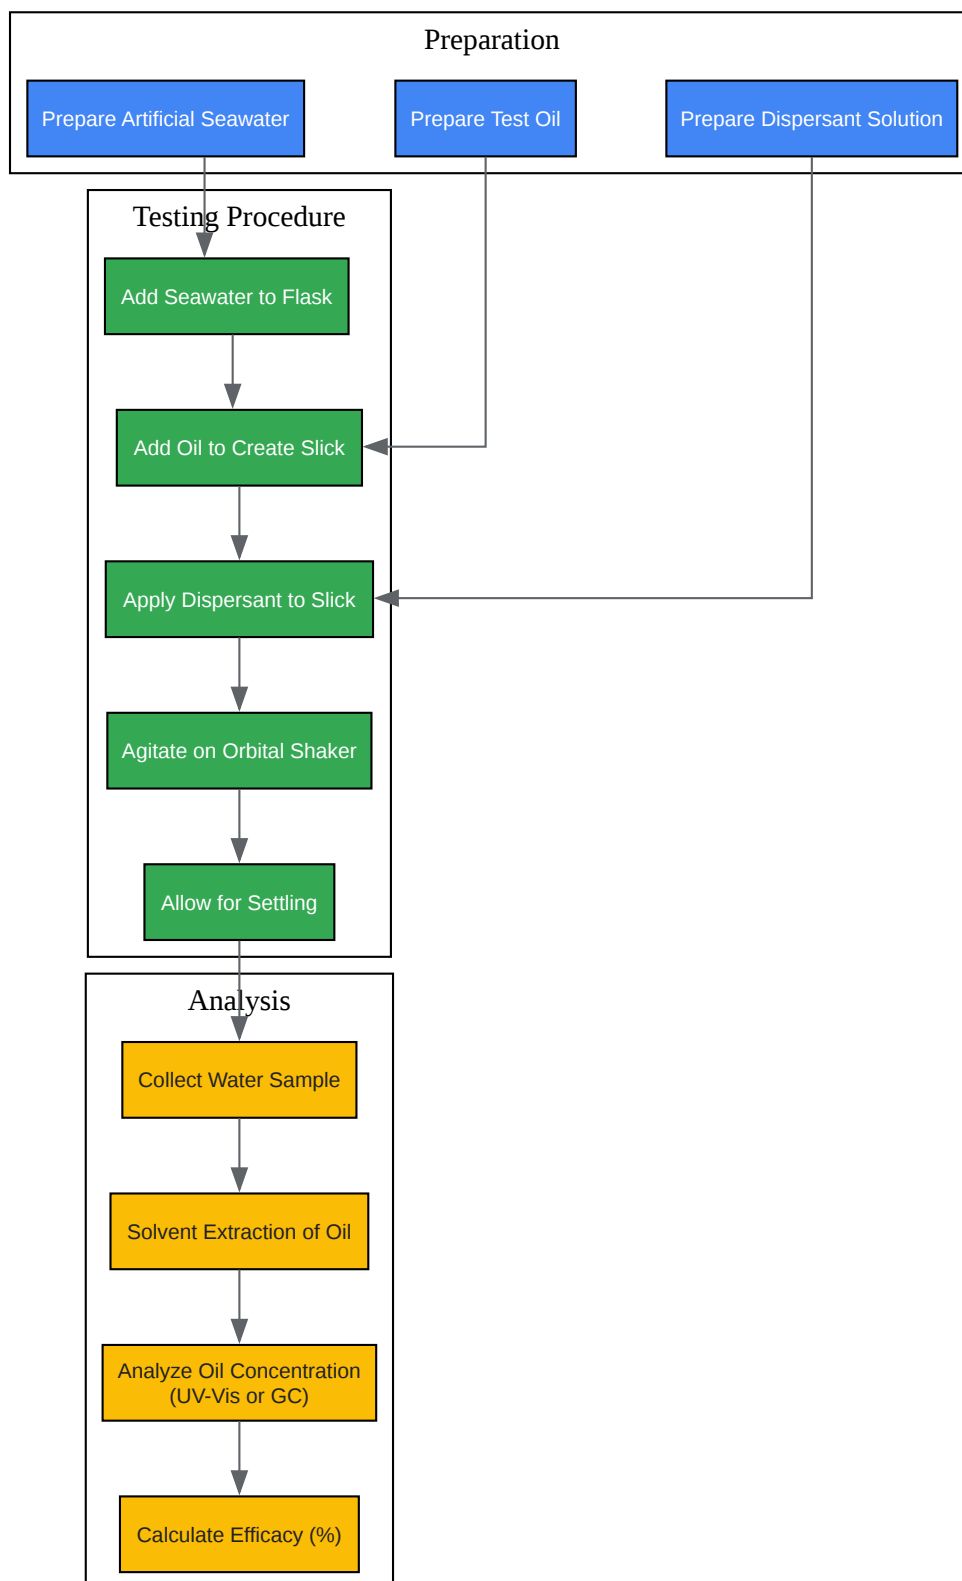 Preparation
Prepare Artificial Seawater
Prepare Test Oil
Prepare Dispersant Solution
Testing Procedure
Add Seawater to Flask
Add Oil to Create Slick
Apply Dispersant to Slick
Agitate on Orbital Shaker
Allow for Settling
Analysis
Collect Water Sample
Solvent Extraction of Oil
Analyze Oil Concentration
(UV-Vis or GC)
Calculate Efficacy (%)